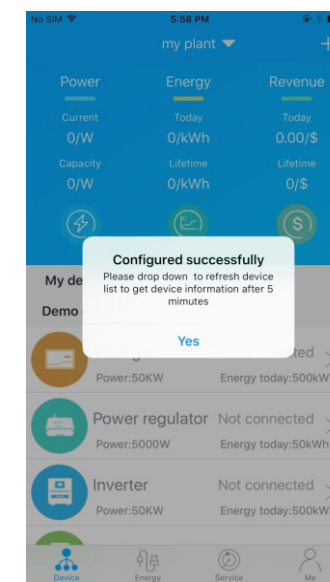 No SIM 5:58 PM
my plant
Power Energy Revenue
Current Today Today
0/W 0/kWh 0.00/$
Capacity Lifetime Lifetime
0/W 0/kWh 0/$
Configured successfully
Please drop down to refresh device
list to get device information after 5
mimutes
Yes
My de
Demo
ted
Power:50KW Energy today:500kW
Power regulator Not connected
Power:5000W Energy today:50kWh
Inverter Not connected
Power:50KW Energy today:500kW
Device Energy Service Me